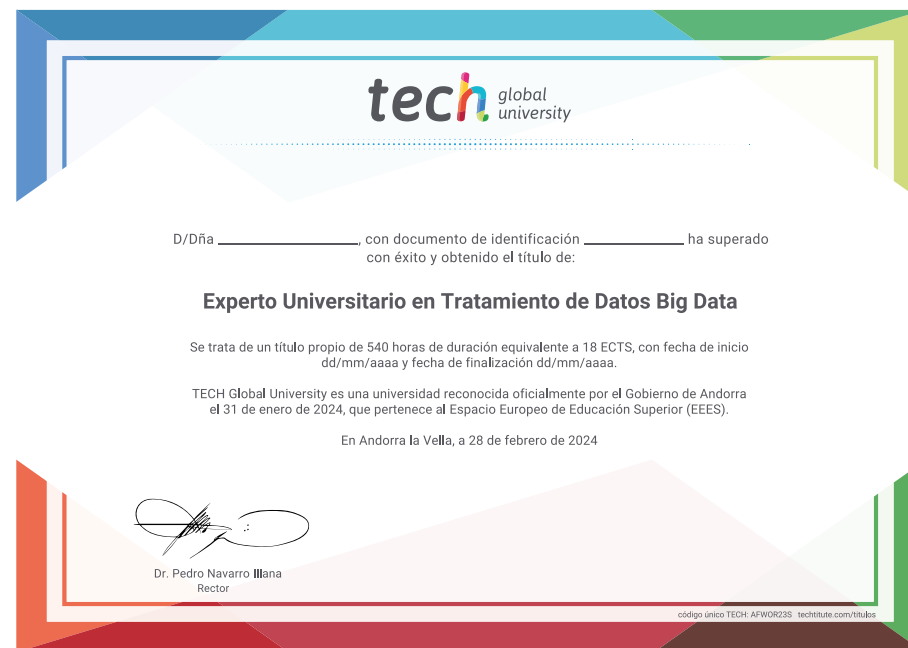 tech global university
D/Dña ______________, con documento de identificación __________ ha superado
con éxito y obtenido el título de:
Experto Universitario en Tratamiento de Datos Big Data
Se trata de un título propio de 540 horas de duración equivalente a 18 ECTS, con fecha de inicio
dd/mm/aaaa y fecha de finalización dd/mm/aaaa.
TECH Global University es una universidad reconocida oficialmente por el Gobierno de Andorra
el 31 de enero de 2024, que pertenece al Espacio Europeo de Educación Superior (EEES).
En Andorra la Vella, a 28 de febrero de 2024
Dr. Pedro Navarro Illana
Rector
código único TECH: AFWOR23S techtitute.com/titulos